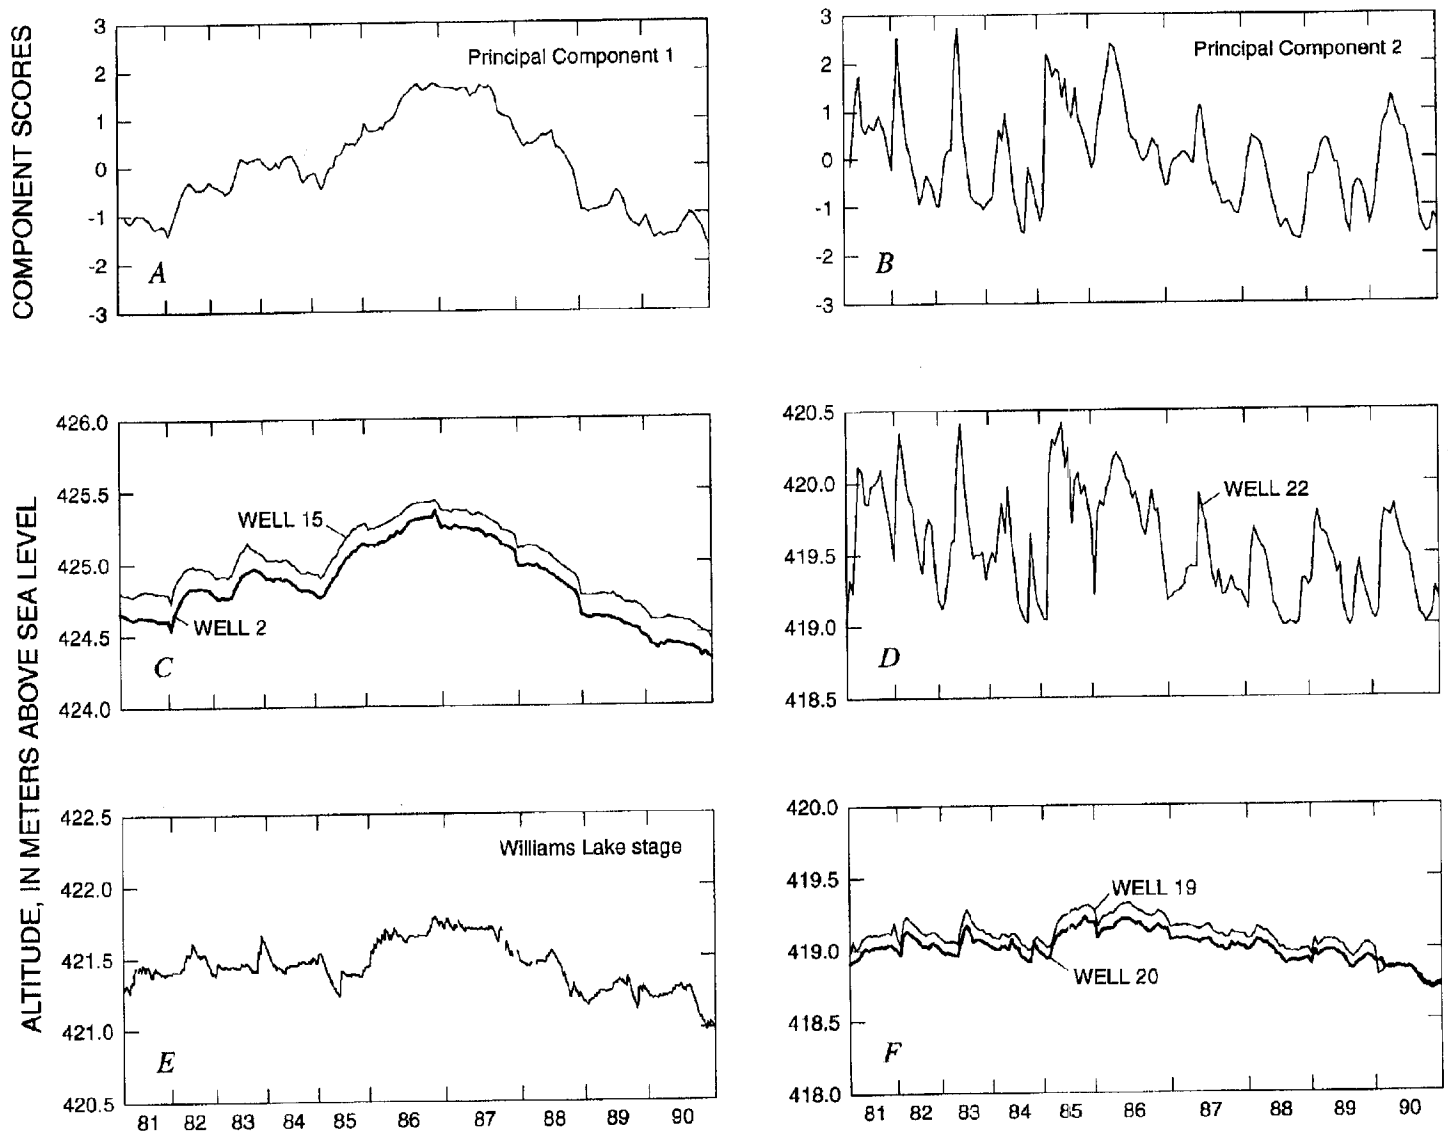 COMPONENT SCORES
3
2
1
0
-1
-2
-3
Principal Component 1
A
3
2
1
0
-1
-2
-3
Principal Component 2
B
ALTITUDE, IN METERS ABOVE SEA LEVEL
426.0
425.5
425.0
424.5
424.0
WELL 15
WELL 2
C
420.5
420.0
419.5
419.0
418.5
WELL 22
D
422.5
422.0
421.5
421.0
420.5
Williams Lake stage
E
81 82 83 84 85 86 87 88 89 90
420.0
419.5
419.0
418.5
418.0
WELL 19
WELL 20
F
81 82 83 84 85 86 87 88 89 90